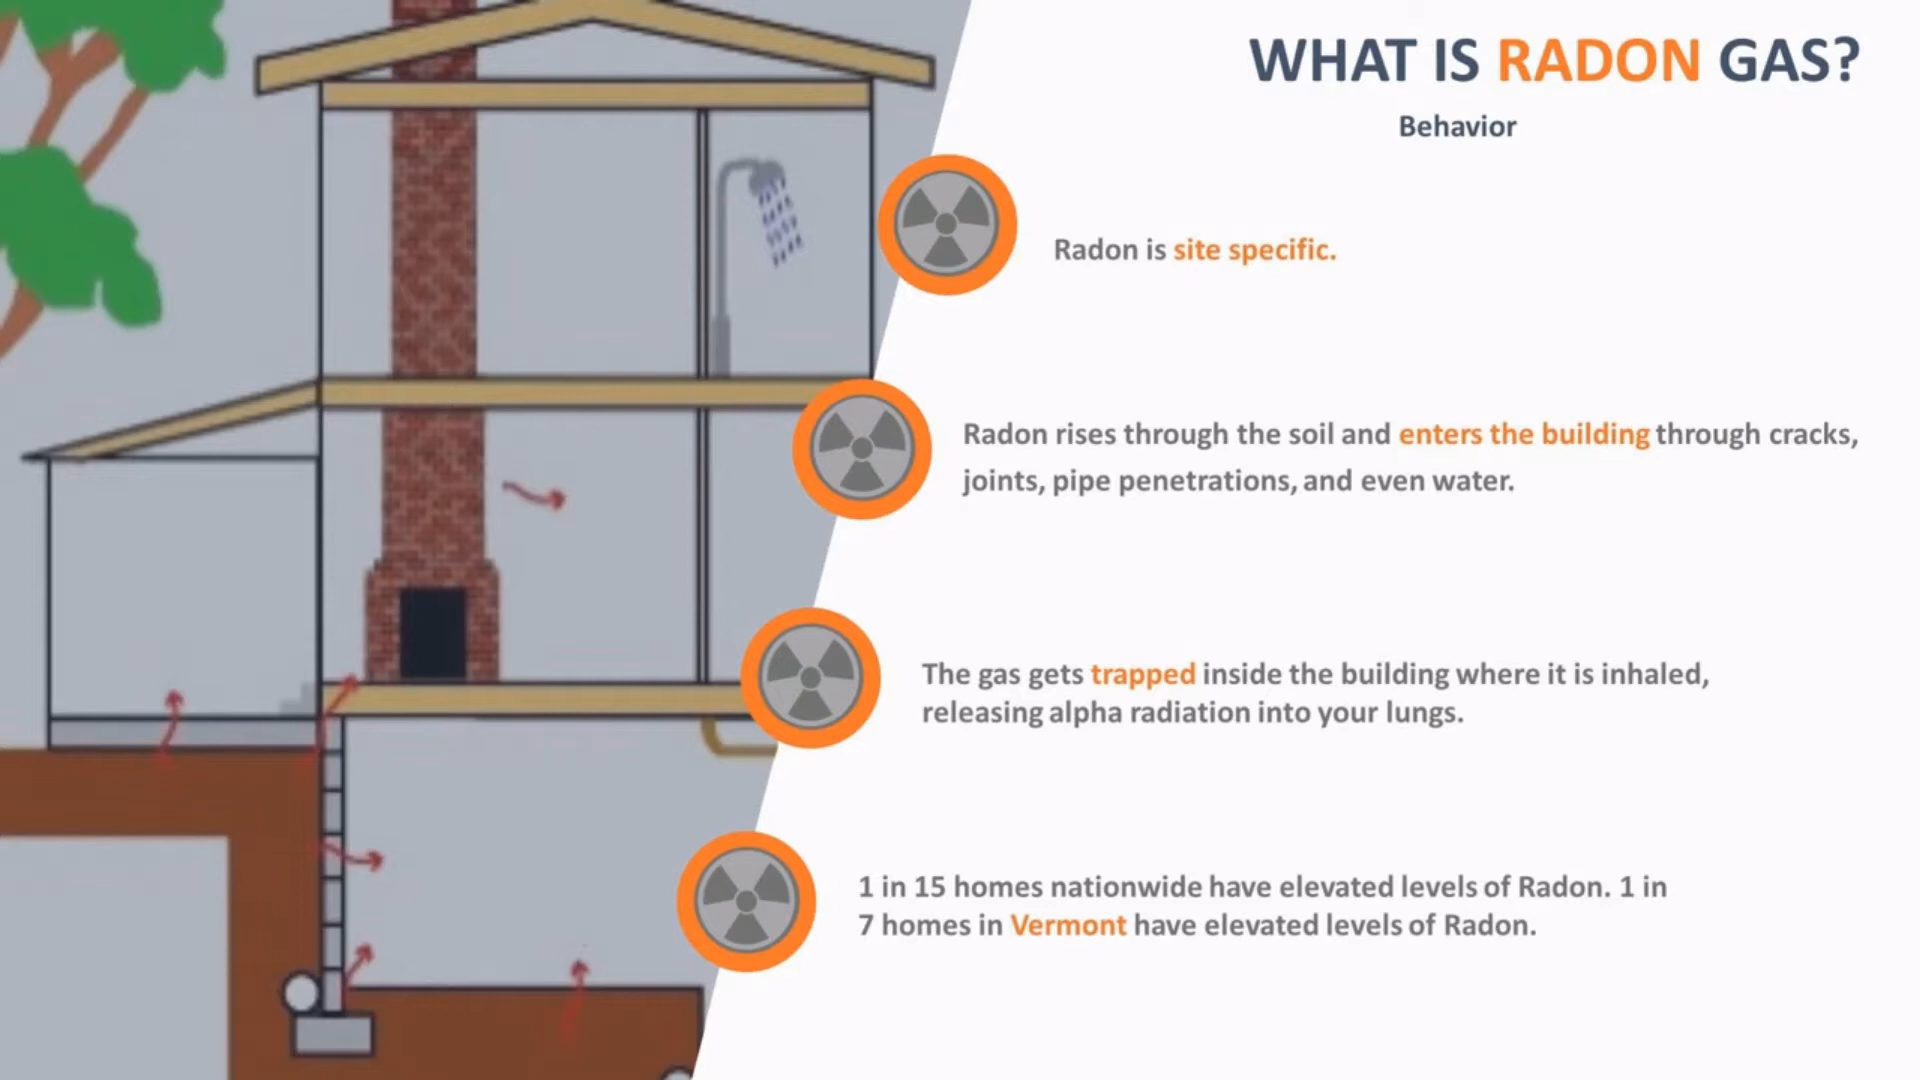 WHAT IS RADON GAS?
Behavior
Radon is site specific.
Radon rises through the soil and enters the building through cracks,
joints, pipe penetrations, and even water.
The gas gets trapped inside the building where it is inhaled,
releasing alpha radiation into your lungs.
1 in 15 homes nationwide have elevated levels of Radon. 1 in
7 homes in Vermont have elevated levels of Radon.